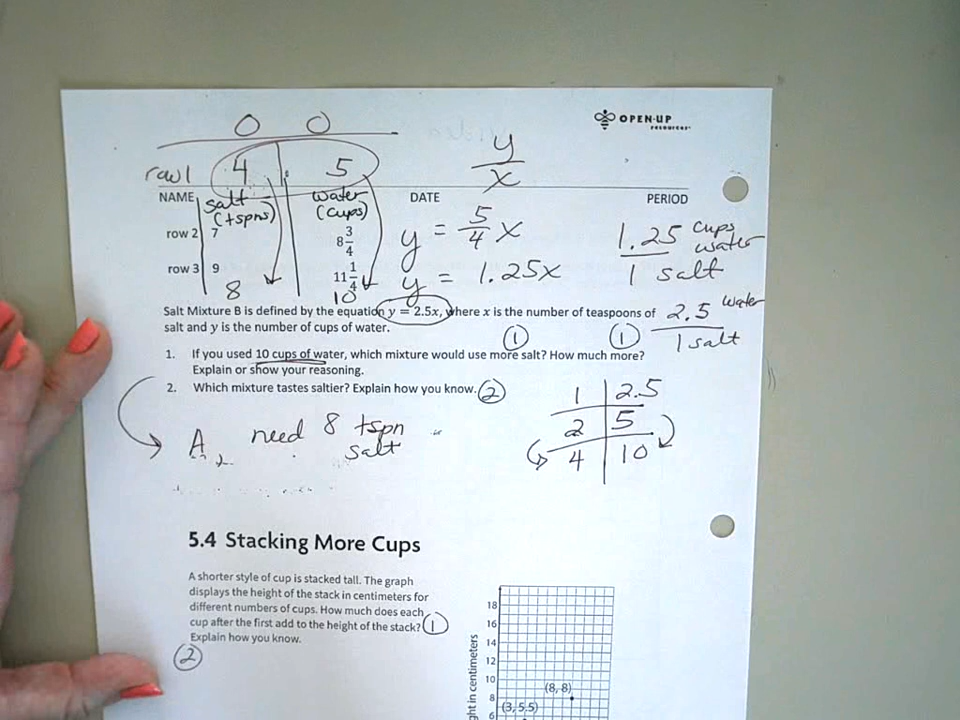 0 0
OPEN·UP
RESOURCES
row 1 4 : 5
y
x
NAME DATE PERIOD
salt (tspns) water (cups)
row 2 7 8 3/4
y = 5/4 x
1.25 cups water
1 salt
row 3 9 11 1/4
y = 1.25x
8 10
Salt Mixture B is defined by the equation y = 2.5x, where x is the number of teaspoons of
salt and y is the number of cups of water.
2.5 water
1 salt
1 1
1. If you used 10 cups of water, which mixture would use more salt? How much more?
Explain or show your reasoning.
2. Which mixture tastes saltier? Explain how you know. 2
1 2.5
2 5
4 10
A need 8 tspn
salt
5.4 Stacking More Cups
A shorter style of cup is stacked tall. The graph
displays the height of the stack in centimeters for
different numbers of cups. How much does each
cup after the first add to the height of the stack? 1
Explain how you know.
2
18
16
14
12
10
8
6
ht in centimeters
(8, 8)
(3, 5.5)